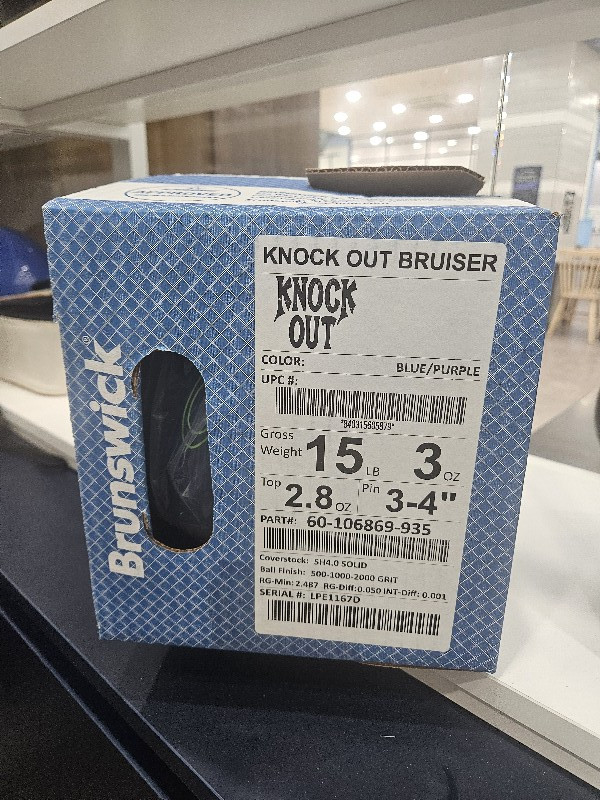 APPROVED
Brunswick®
KNOCK OUT BRUISER
KNOCK
OUT
COLOR: BLUE/PURPLE
UPC #:
Gross
Weight 15 LB 3 OZ
Top 2.8 OZ Pin 3-4"
PART#: 60-106869-935
Coverstock: SH4.0 SOLID
Ball Finish: 500-1000-2000 GRIT
RG-Min: 2.487 RG-Diff:0.050 INT-Diff: 0.001
SERIAL #: LPE1167D